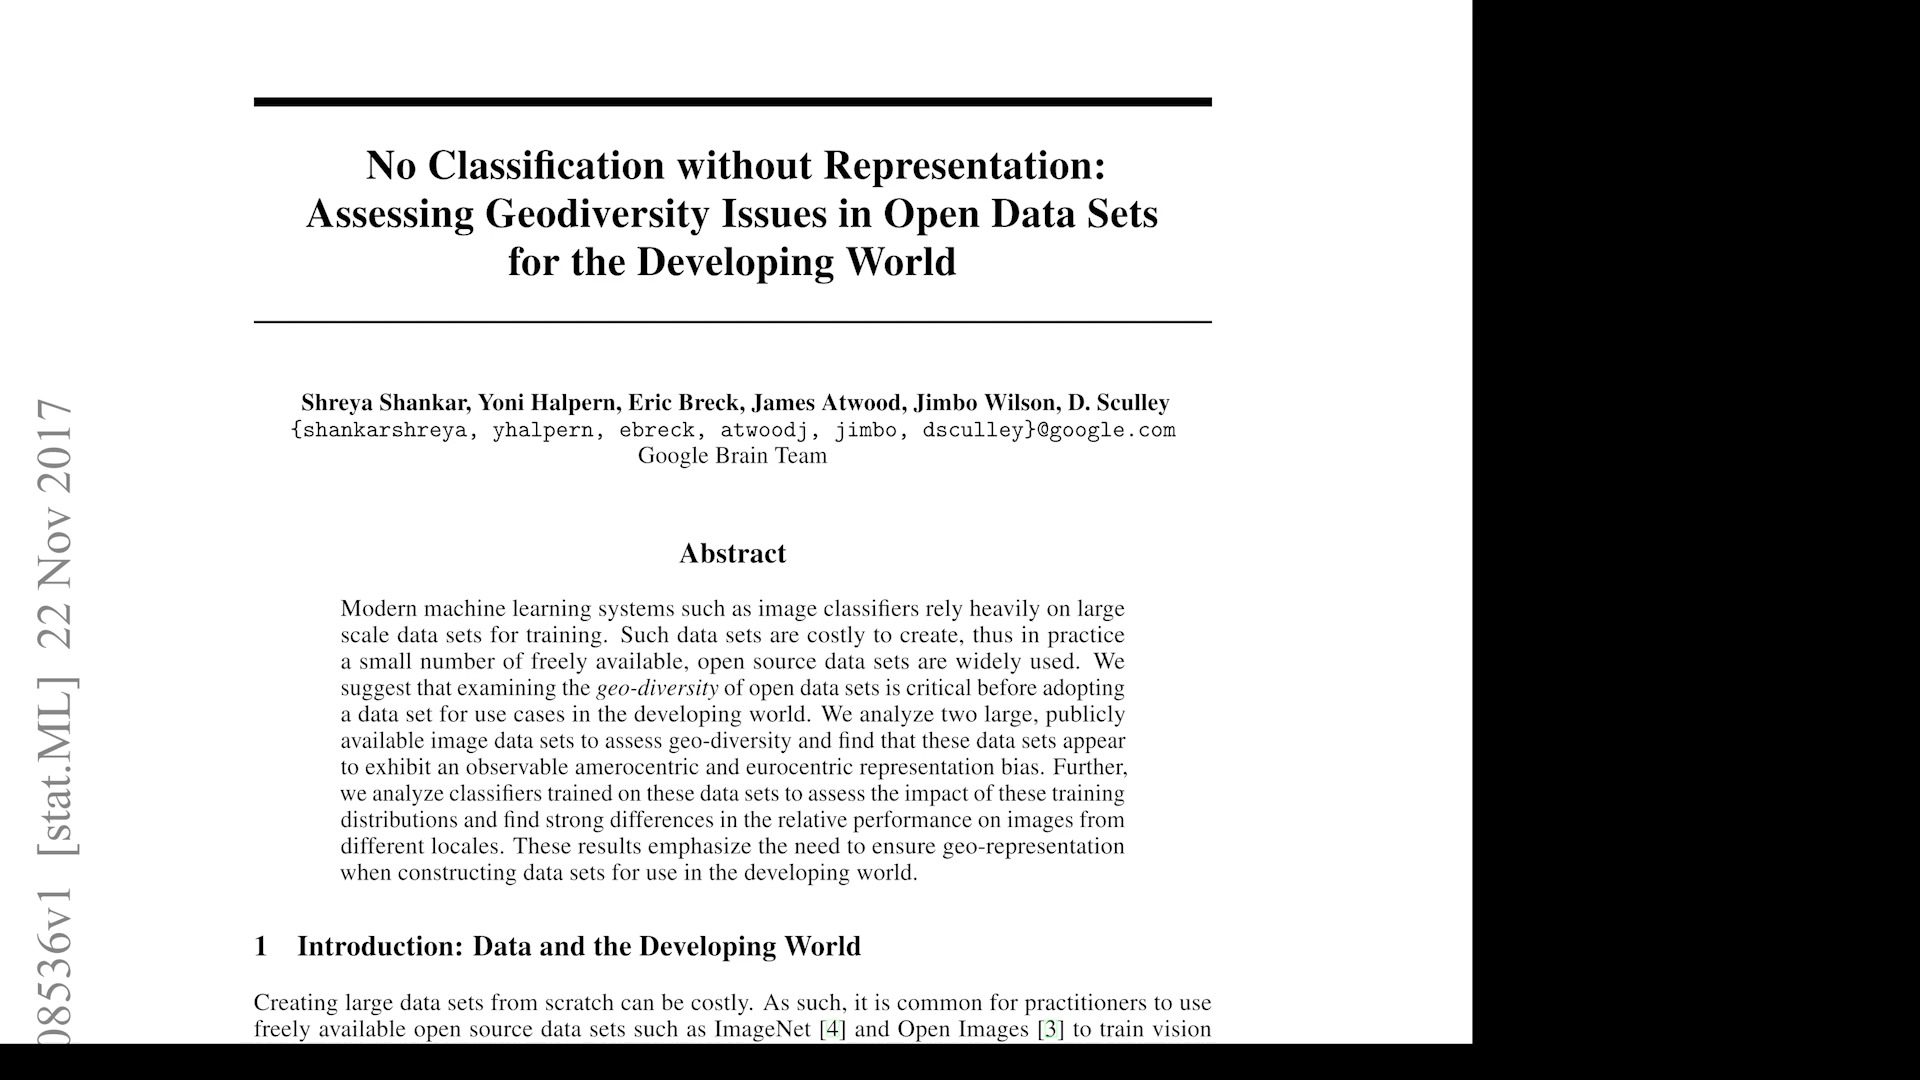 No Classification without Representation:
Assessing Geodiversity Issues in Open Data Sets
for the Developing World
Shreya Shankar, Yoni Halpern, Eric Breck, James Atwood, Jimbo Wilson, D. Sculley
{shankarshreya, yhalpern, ebreck, atwoodj, jimbo, dsculley}@google.com
Google Brain Team
Abstract
Modern machine learning systems such as image classifiers rely heavily on large
scale data sets for training. Such data sets are costly to create, thus in practice
a small number of freely available, open source data sets are widely used. We
suggest that examining the geo-diversity of open data sets is critical before adopting
a data set for use cases in the developing world. We analyze two large, publicly
available image data sets to assess geo-diversity and find that these data sets appear
to exhibit an observable amerocentric and eurocentric representation bias. Further,
we analyze classifiers trained on these data sets to assess the impact of these training
distributions and find strong differences in the relative performance on images from
different locales. These results emphasize the need to ensure geo-representation
when constructing data sets for use in the developing world.
1 Introduction: Data and the Developing World
Creating large data sets from scratch can be costly. As such, it is common for practitioners to use
freely available open source data sets such as ImageNet [4] and Open Images [3] to train vision
08536v1 [stat.ML] 22 Nov 2017